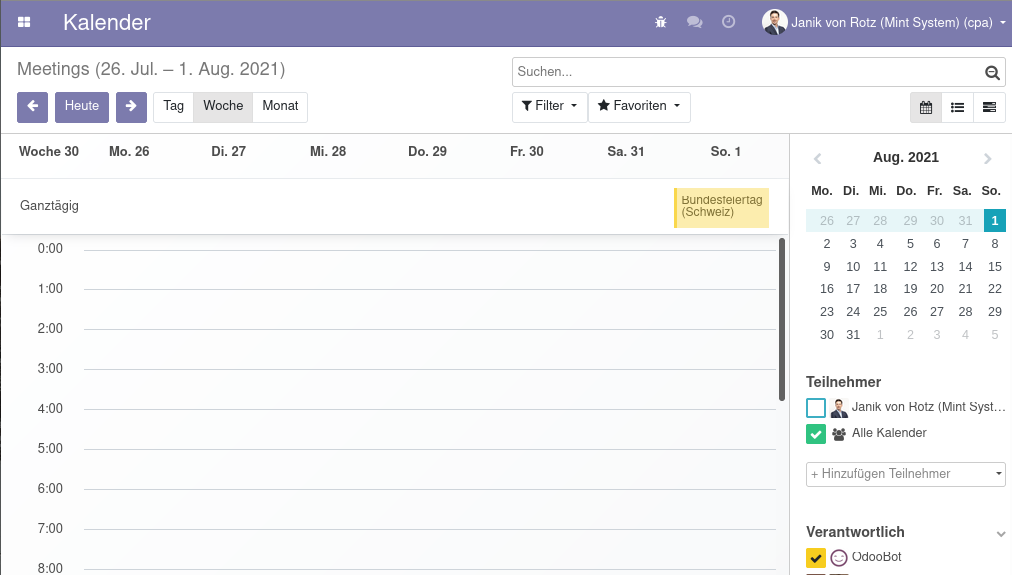 Kalender
Janik von Rotz (Mint System) (cpa)
Meetings (26. Jul. – 1. Aug. 2021)
Suchen...
Heute
Tag Woche Monat
Filter Favoriten
Woche 30 Mo. 26 Di. 27 Mi. 28 Do. 29 Fr. 30 Sa. 31 So. 1
Ganztägig
Bundesfeiertag
(Schweiz)
0:00
1:00
2:00
3:00
4:00
5:00
6:00
7:00
8:00
Aug. 2021
Mo. Di. Mi. Do. Fr. Sa. So.
26 27 28 29 30 31 1
2 3 4 5 6 7 8
9 10 11 12 13 14 15
16 17 18 19 20 21 22
23 24 25 26 27 28 29
30 31 1 2 3 4 5
Teilnehmer
Janik von Rotz (Mint Syst...
Alle Kalender
+ Hinzufügen Teilnehmer
Verantwortlich
OdooBot